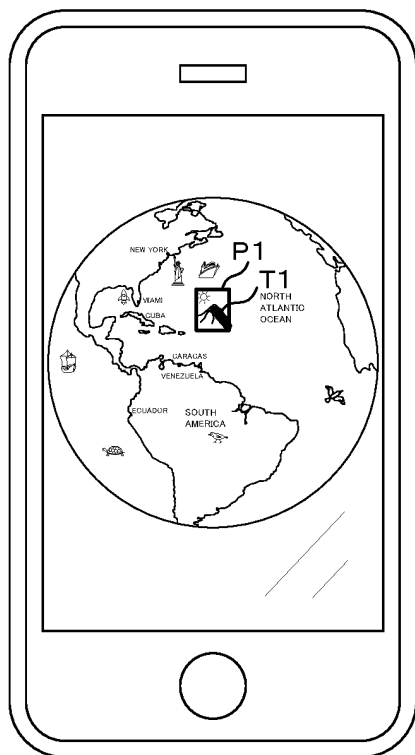 P1
NEW YORK
T1
NORTH
ATLANTIC
OCEAN
MIAMI
CUBA
CARACAS
VENEZUELA
ECUADOR
SOUTH
AMERICA